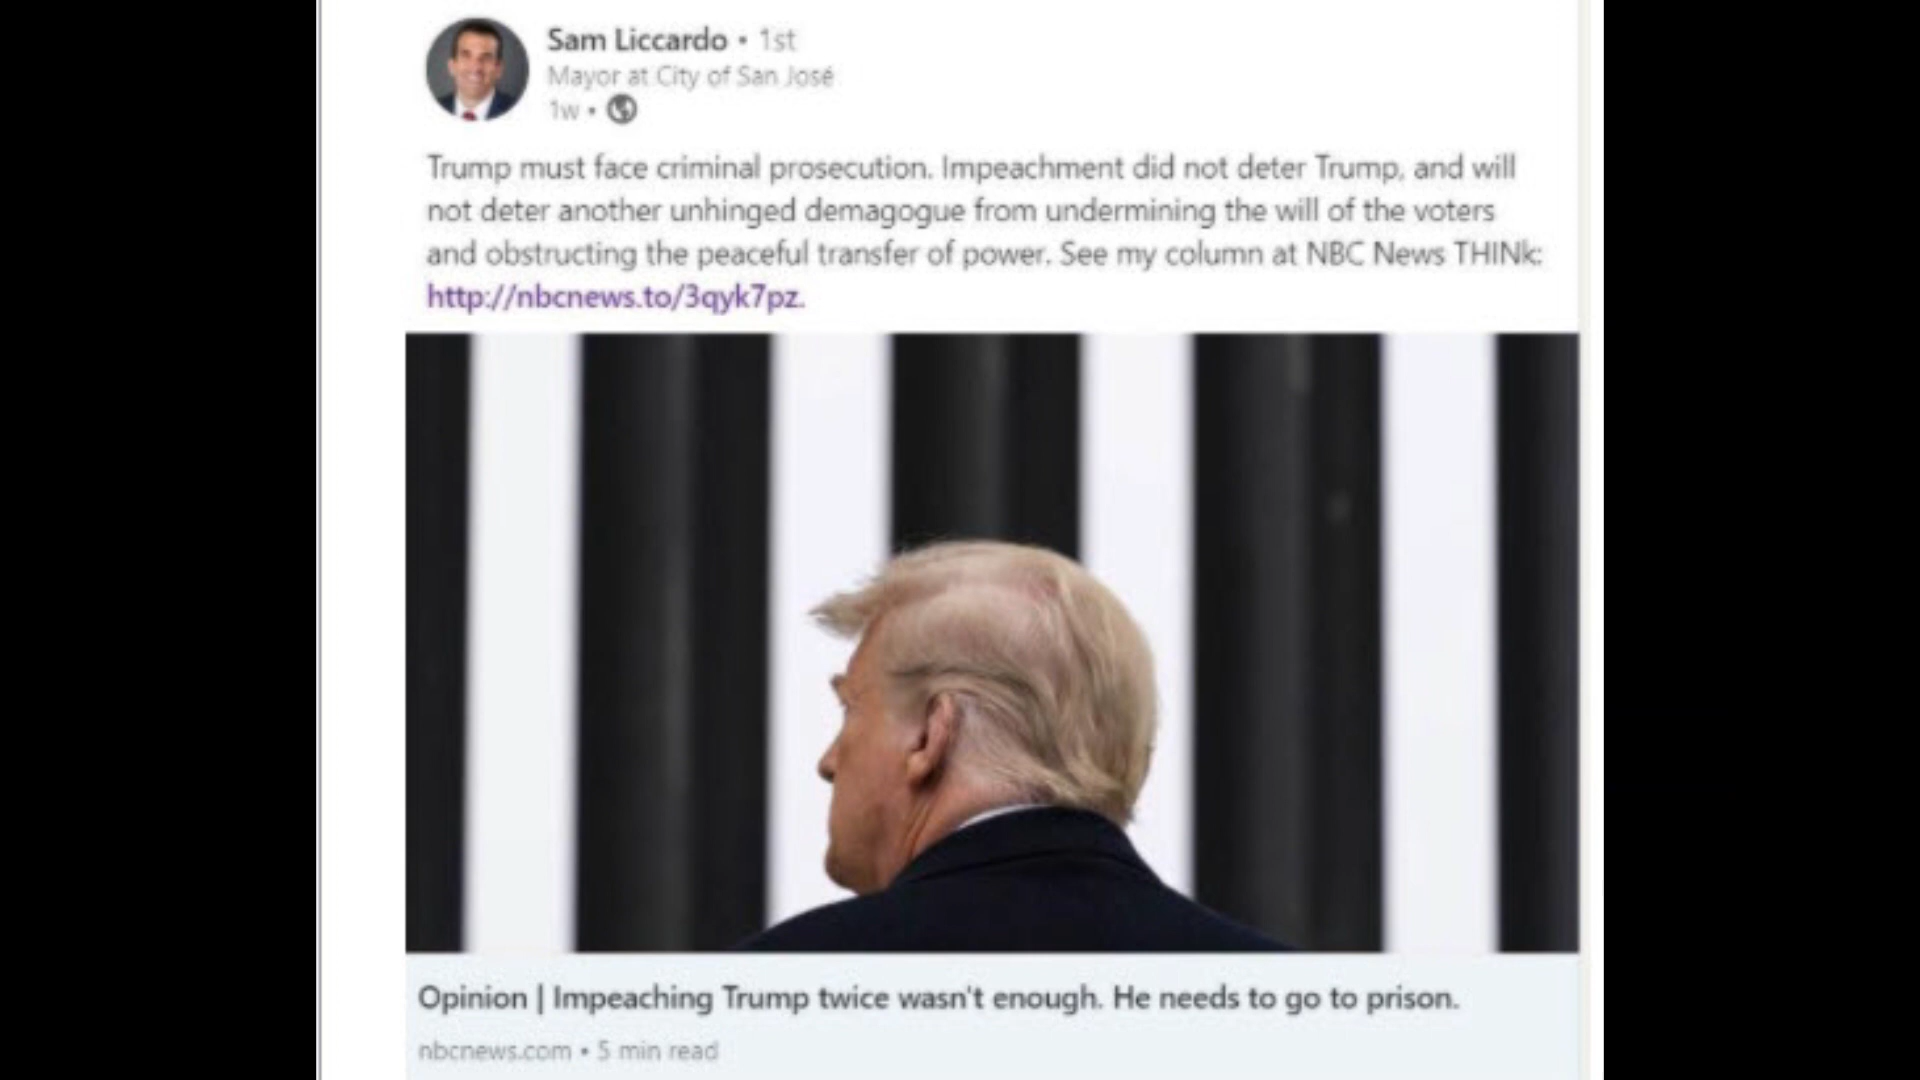 Sam Liccardo • 1st
Mayor at City of San José
1w •
Trump must face criminal prosecution. Impeachment did not deter Trump, and will
not deter another unhinged demagogue from undermining the will of the voters
and obstructing the peaceful transfer of power. See my column at NBC News THINk:
http://nbcnews.to/3qyk7pz.
Opinion | Impeaching Trump twice wasn't enough. He needs to go to prison.
nbcnews.com • 5 min read